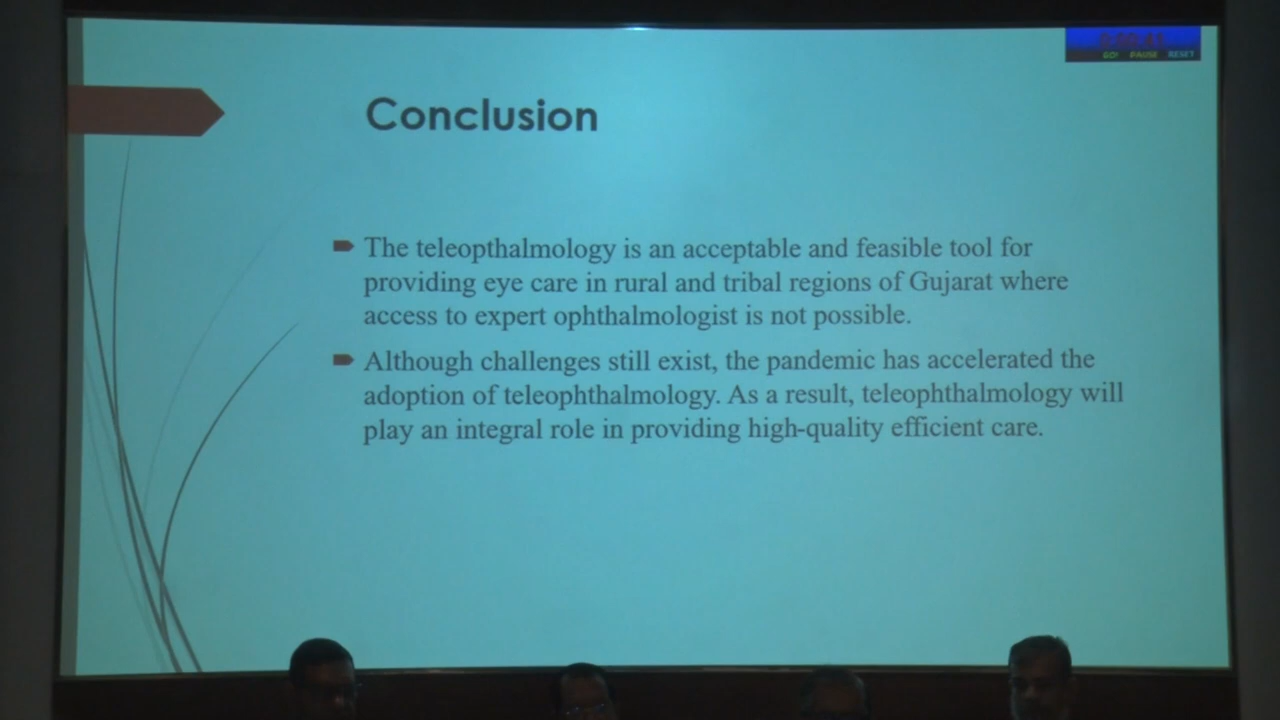 Conclusion
The teleopthalmology is an acceptable and feasible tool for
providing eye care in rural and tribal regions of Gujarat where
access to expert ophthalmologist is not possible.
Although challenges still exist, the pandemic has accelerated the
adoption of teleophthalmology. As a result, teleophthalmology will
play an integral role in providing high-quality efficient care.
GO! PAUSE RESET